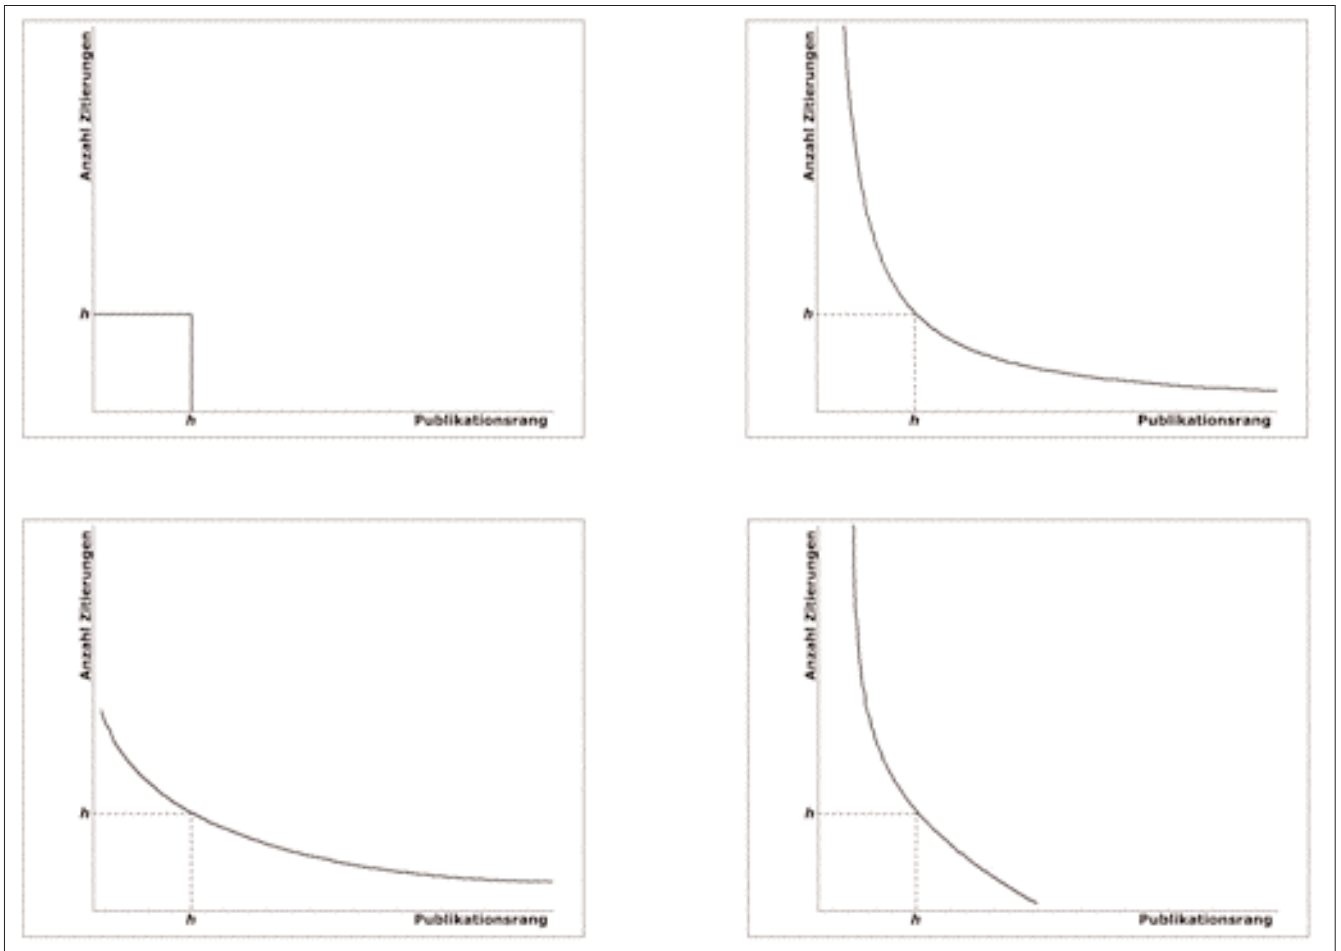 Anzahl Zitierungen
h
h
Publikationsrang
Anzahl Zitierungen
h
h
Publikationsrang
Anzahl Zitierungen
h
h
Publikationsrang
Anzahl Zitierungen
h
h
Publikationsrang